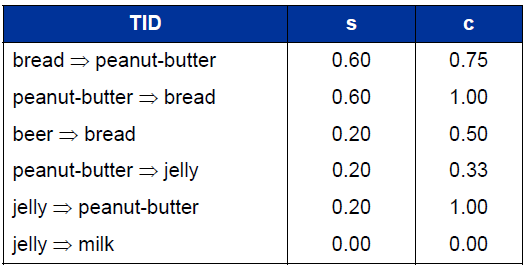 TID s c
bread ⇒ peanut-butter 0.60 0.75
peanut-butter ⇒ bread 0.60 1.00
beer ⇒ bread 0.20 0.50
peanut-butter ⇒ jelly 0.20 0.33
jelly ⇒ peanut-butter 0.20 1.00
jelly ⇒ milk 0.00 0.00